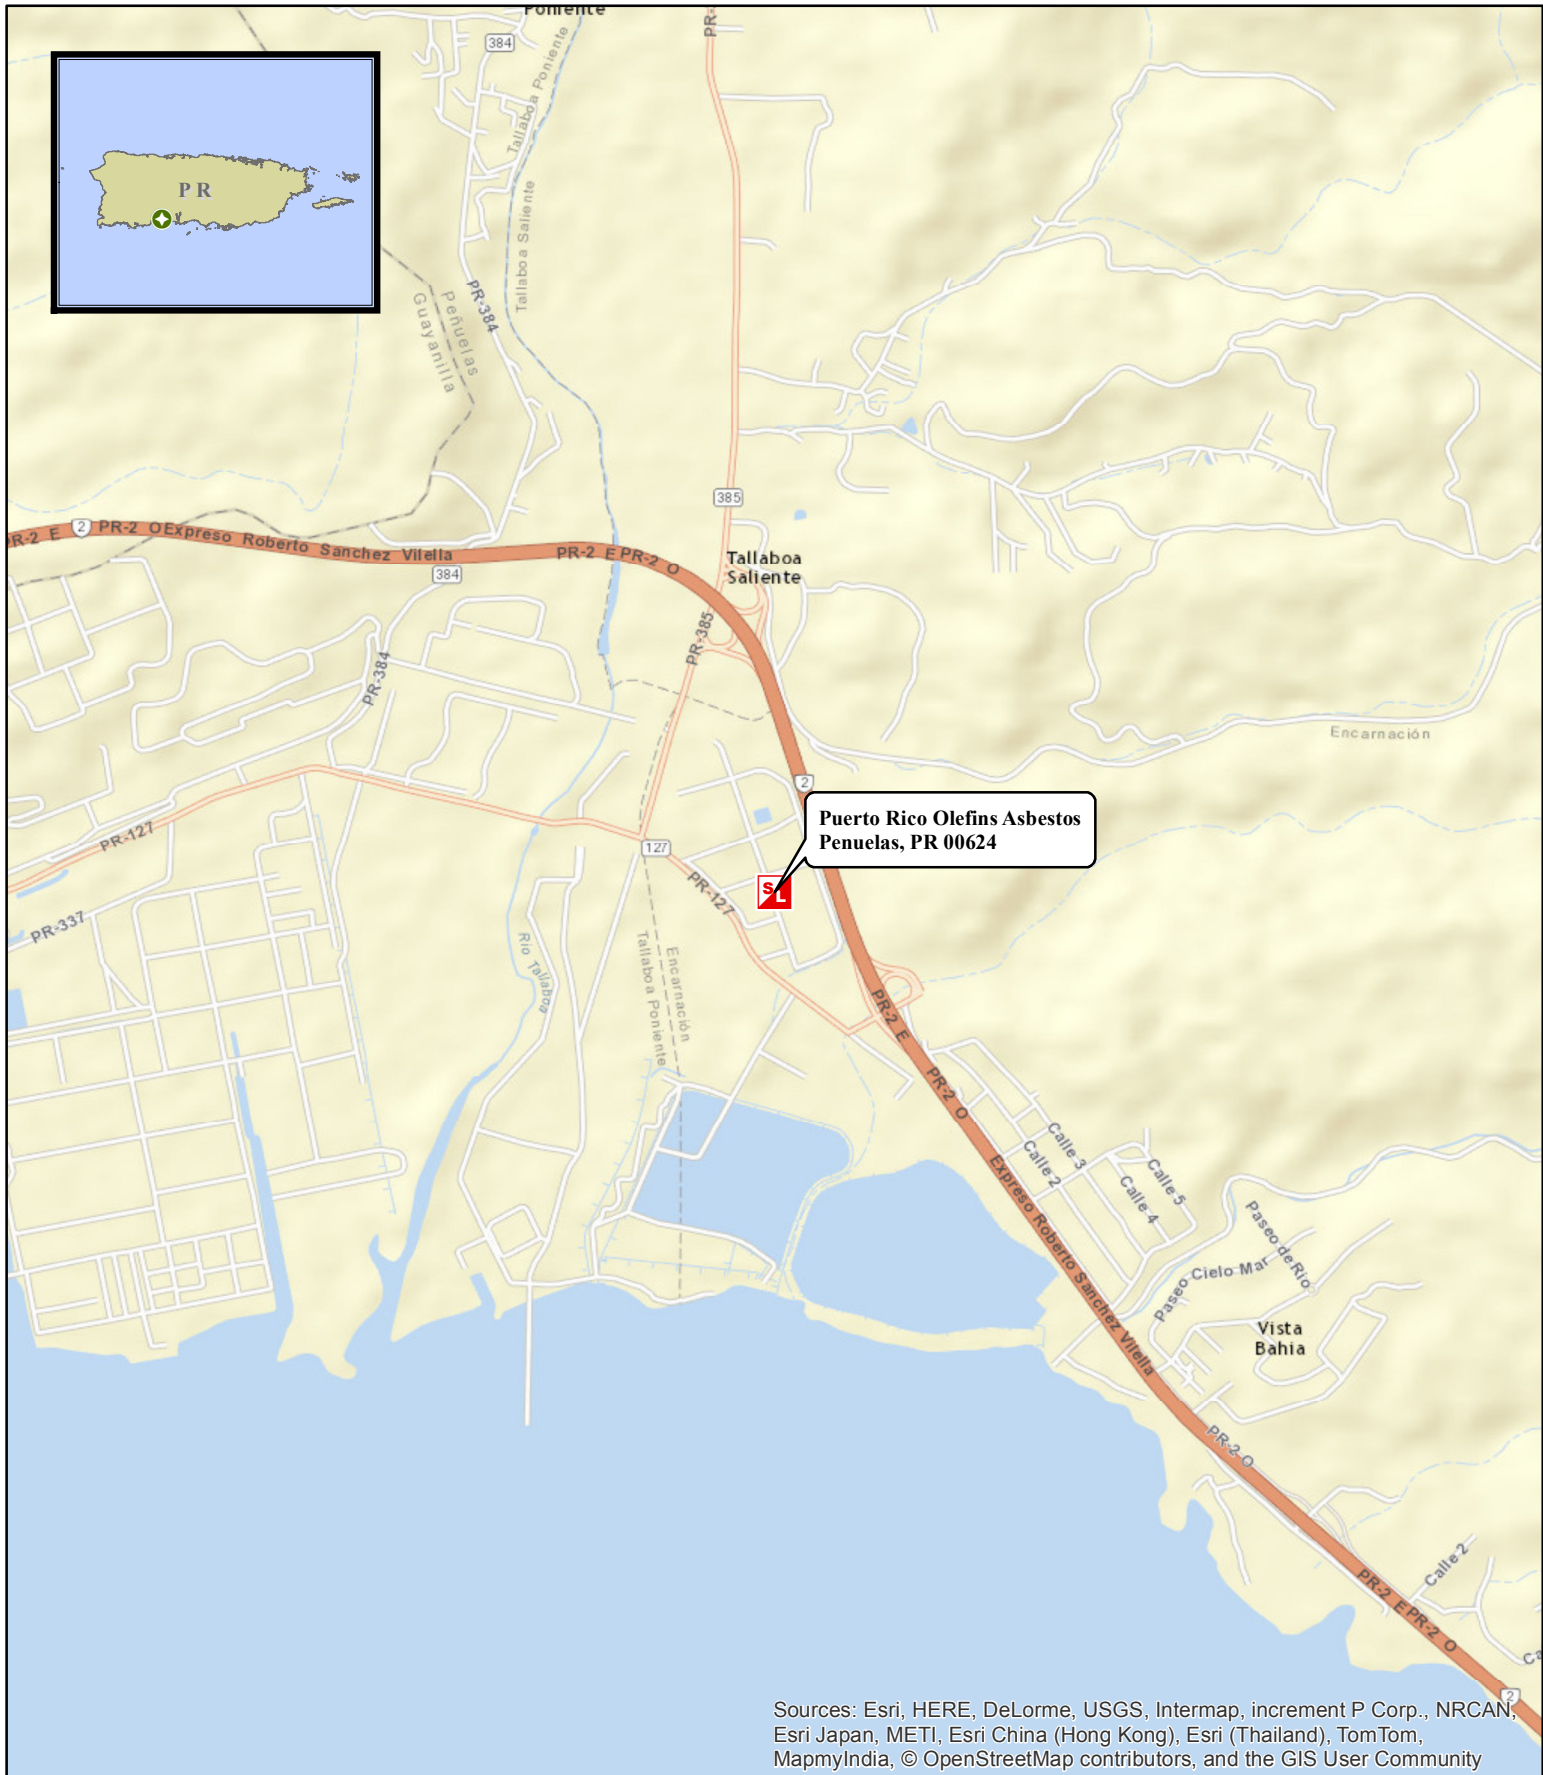 Poniente
PR-
384
Tallaboa Poniente
P R
Tallaboa Saliente
PR-384
Peñuelas
Guayanilla
385
PR-2 E
2
PR-2 O
Expreso Roberto Sanchez Vilella
PR-2 E
PR-2 O
384
Tallaboa
Saliente
PR-385
PR-384
Encarnación
2
Puerto Rico Olefins Asbestos
Penuelas, PR 00624
PR-127
127
S
L
PR-127
PR-337
Río Tallaboa
Encarnación
Tallaboa Poniente
PR-2 E
PR-2 O
Calle 3
Calle 2
Calle 5
Calle 4
Expreso Roberto Sanchez Vilella
Paseo de Rio
Paseo Cielo Mar
Vista
Bahia
PR-2 O
Calle 2
PR-2 E
PR-2 O
Ca
2
Sources: Esri, HERE, DeLorme, USGS, Intermap, increment P Corp., NRCAN,
Esri Japan, METI, Esri China (Hong Kong), Esri (Thailand), TomTom,
MapmyIndia, © OpenStreetMap contributors, and the GIS User Community